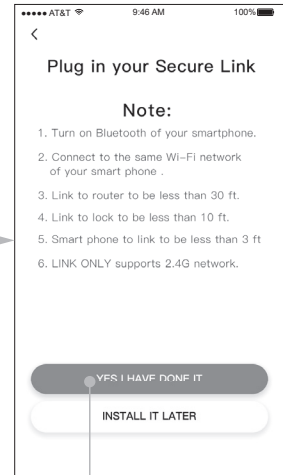 AT&T 9:46 AM 100%
Plug in your Secure Link
Note:
1. Turn on Bluetooth of your smartphone.
2. Connect to the same Wi-Fi network
of your smart phone .
3. Link to router to be less than 30 ft.
4. Link to lock to be less than 10 ft.
5. Smart phone to link to be less than 3 ft
6. LINK ONLY supports 2.4G network.
YES I HAVE DONE IT
INSTALL IT LATER